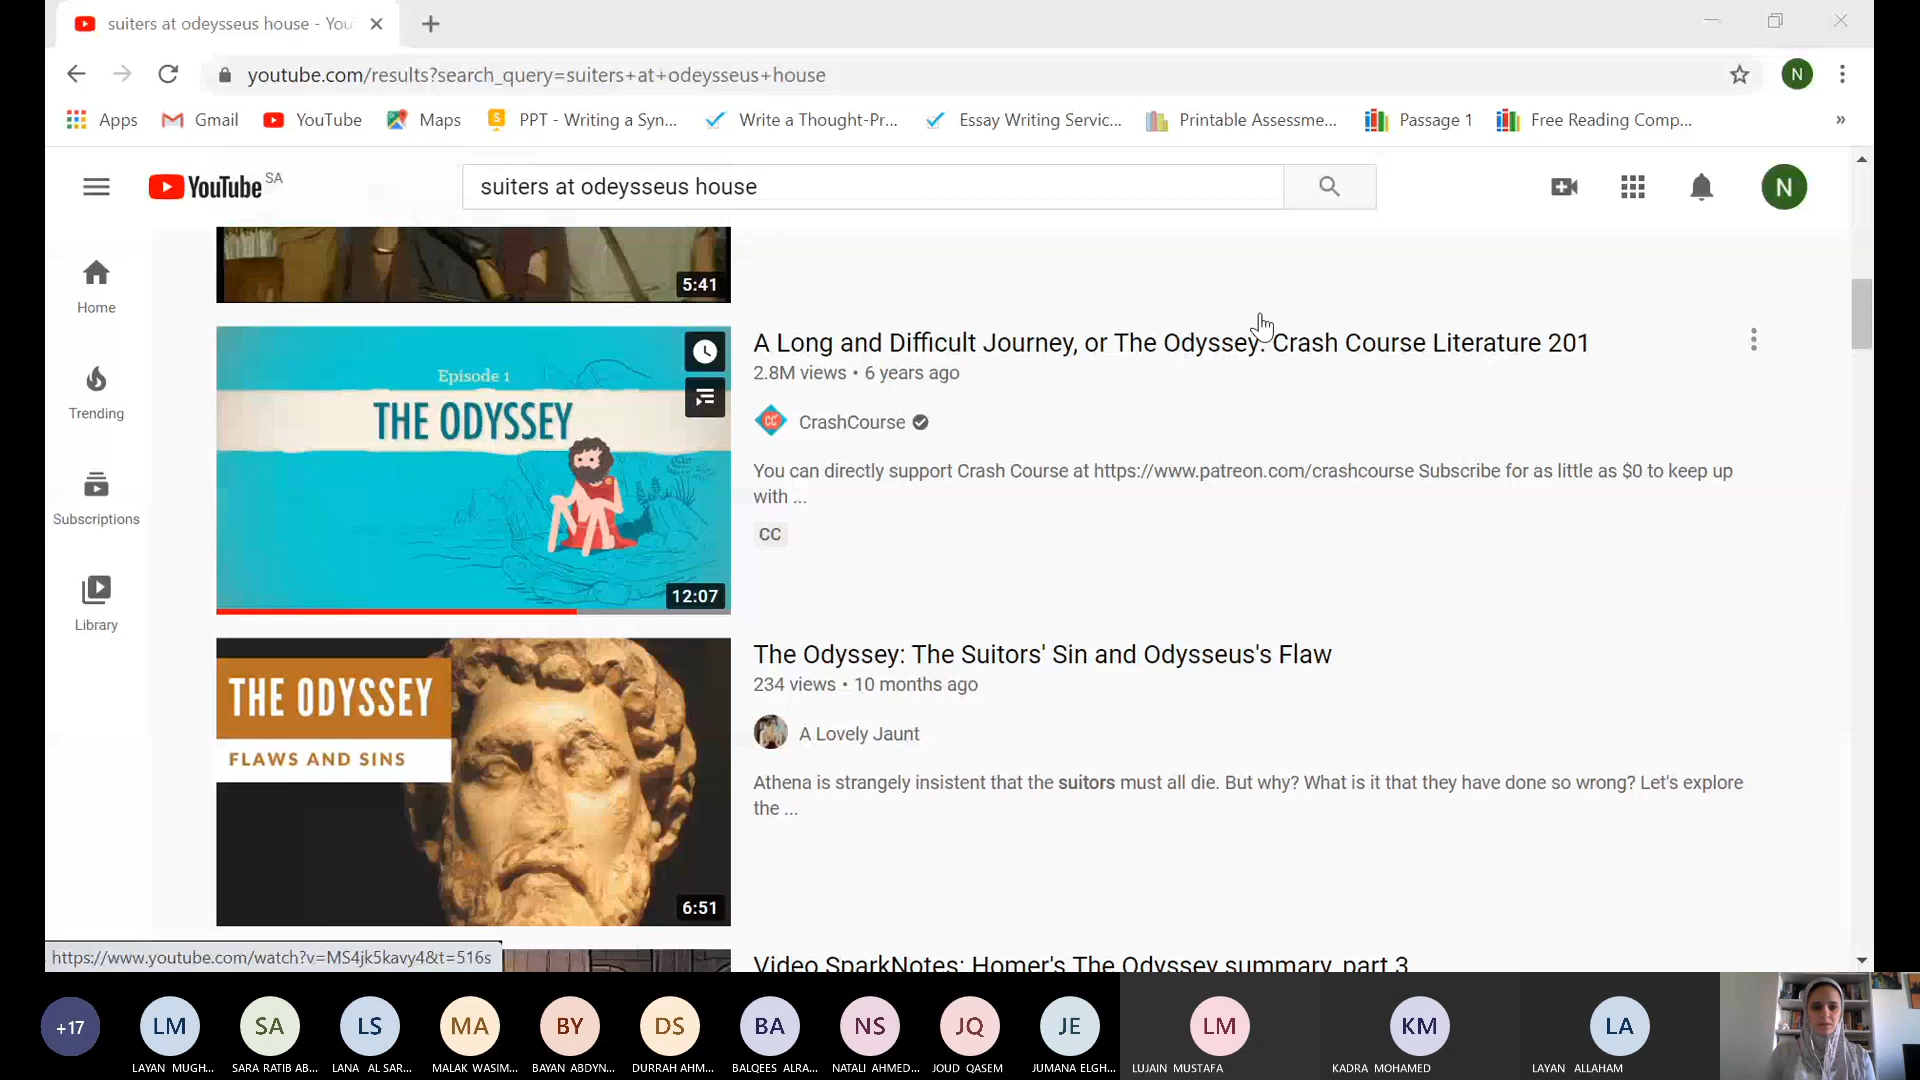 suiters at odeysseus house - You
youtube.com/results?search_query=suiters+at+odeysseus+house
N
Apps
Gmail
YouTube
Maps
PPT - Writing a Syn...
Write a Thought-Pr...
Essay Writing Servic...
Printable Assessme...
Passage 1
Free Reading Comp...
»
YouTube SA
suiters at odeysseus house
N
Home
Trending
Subscriptions
Library
5:41
Episode 1
THE ODYSSEY
12:07
A Long and Difficult Journey, or The Odyssey: Crash Course Literature 201
2.8M views • 6 years ago
CrashCourse
You can directly support Crash Course at https://www.patreon.com/crashcourse Subscribe for as little as $0 to keep up
with ...
CC
THE ODYSSEY
FLAWS AND SINS
6:51
The Odyssey: The Suitors' Sin and Odysseus's Flaw
234 views • 10 months ago
A Lovely Jaunt
Athena is strangely insistent that the suitors must all die. But why? What is it that they have done so wrong? Let's explore
the ...
Video SparkNotes: Homer's The Odyssey summary, part 3
https://www.youtube.com/watch?v=MS4jk5kavy4&t=516s
+17
LM
SA
LS
MA
BY
DS
BA
NS
JQ
JE
LM
KM
LA
LAYAN MUGH...
SARA RATIB AB...
LANA AL SAR...
MALAK WASIM...
BAYAN ABDYN...
DURRAH AHM...
BALQEES ALRA...
NATALI AHMED...
JOUD QASEM
JUMANA ELGH...
LUJAIN MUSTAFA
KADRA MOHAMED
LAYAN ALLAHAM